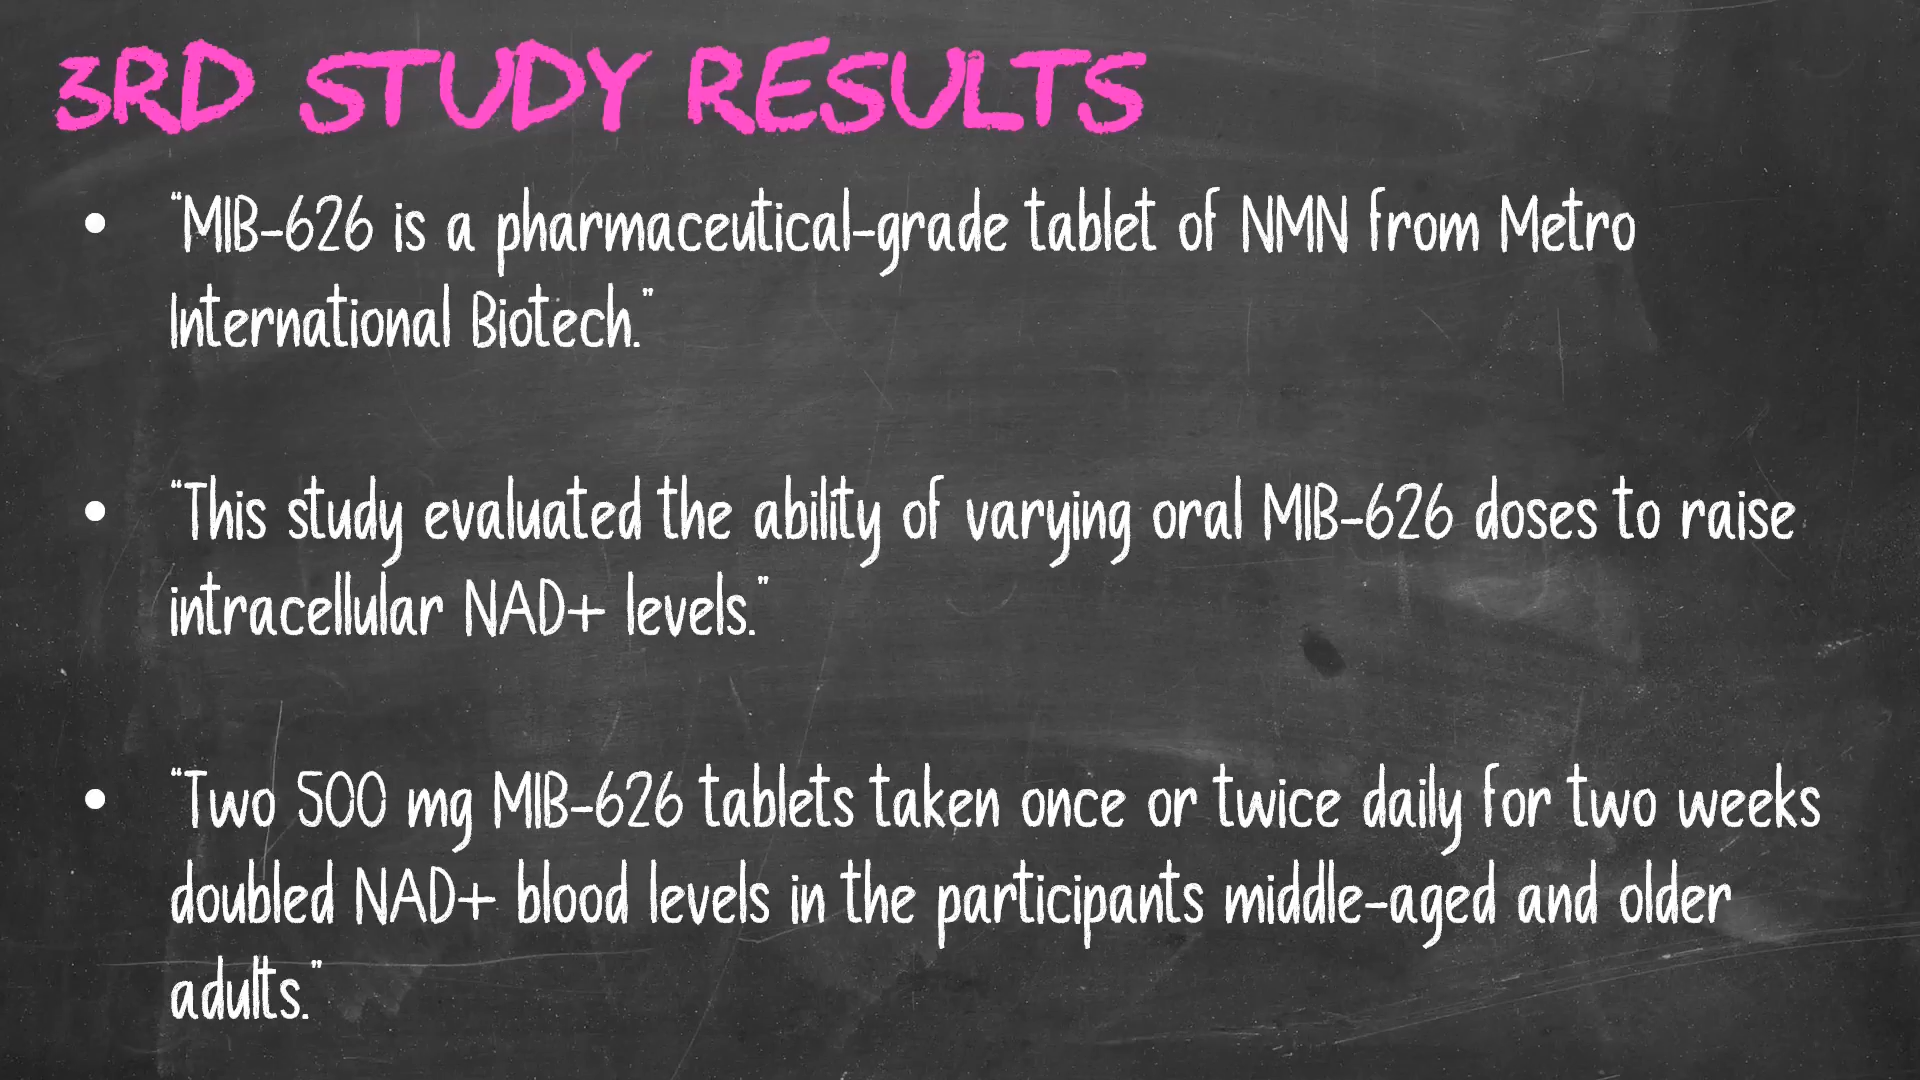 3RD STUDY RESULTS
• "MIB-626 is a pharmaceutical-grade tablet of NMN from Metro
International Biotech."
• "This study evaluated the ability of varying oral MIB-626 doses to raise
intracellular NAD+ levels."
• "Two 500 mg MIB-626 tablets taken once or twice daily for two weeks
doubled NAD+ blood levels in the participants middle-aged and older
adults."